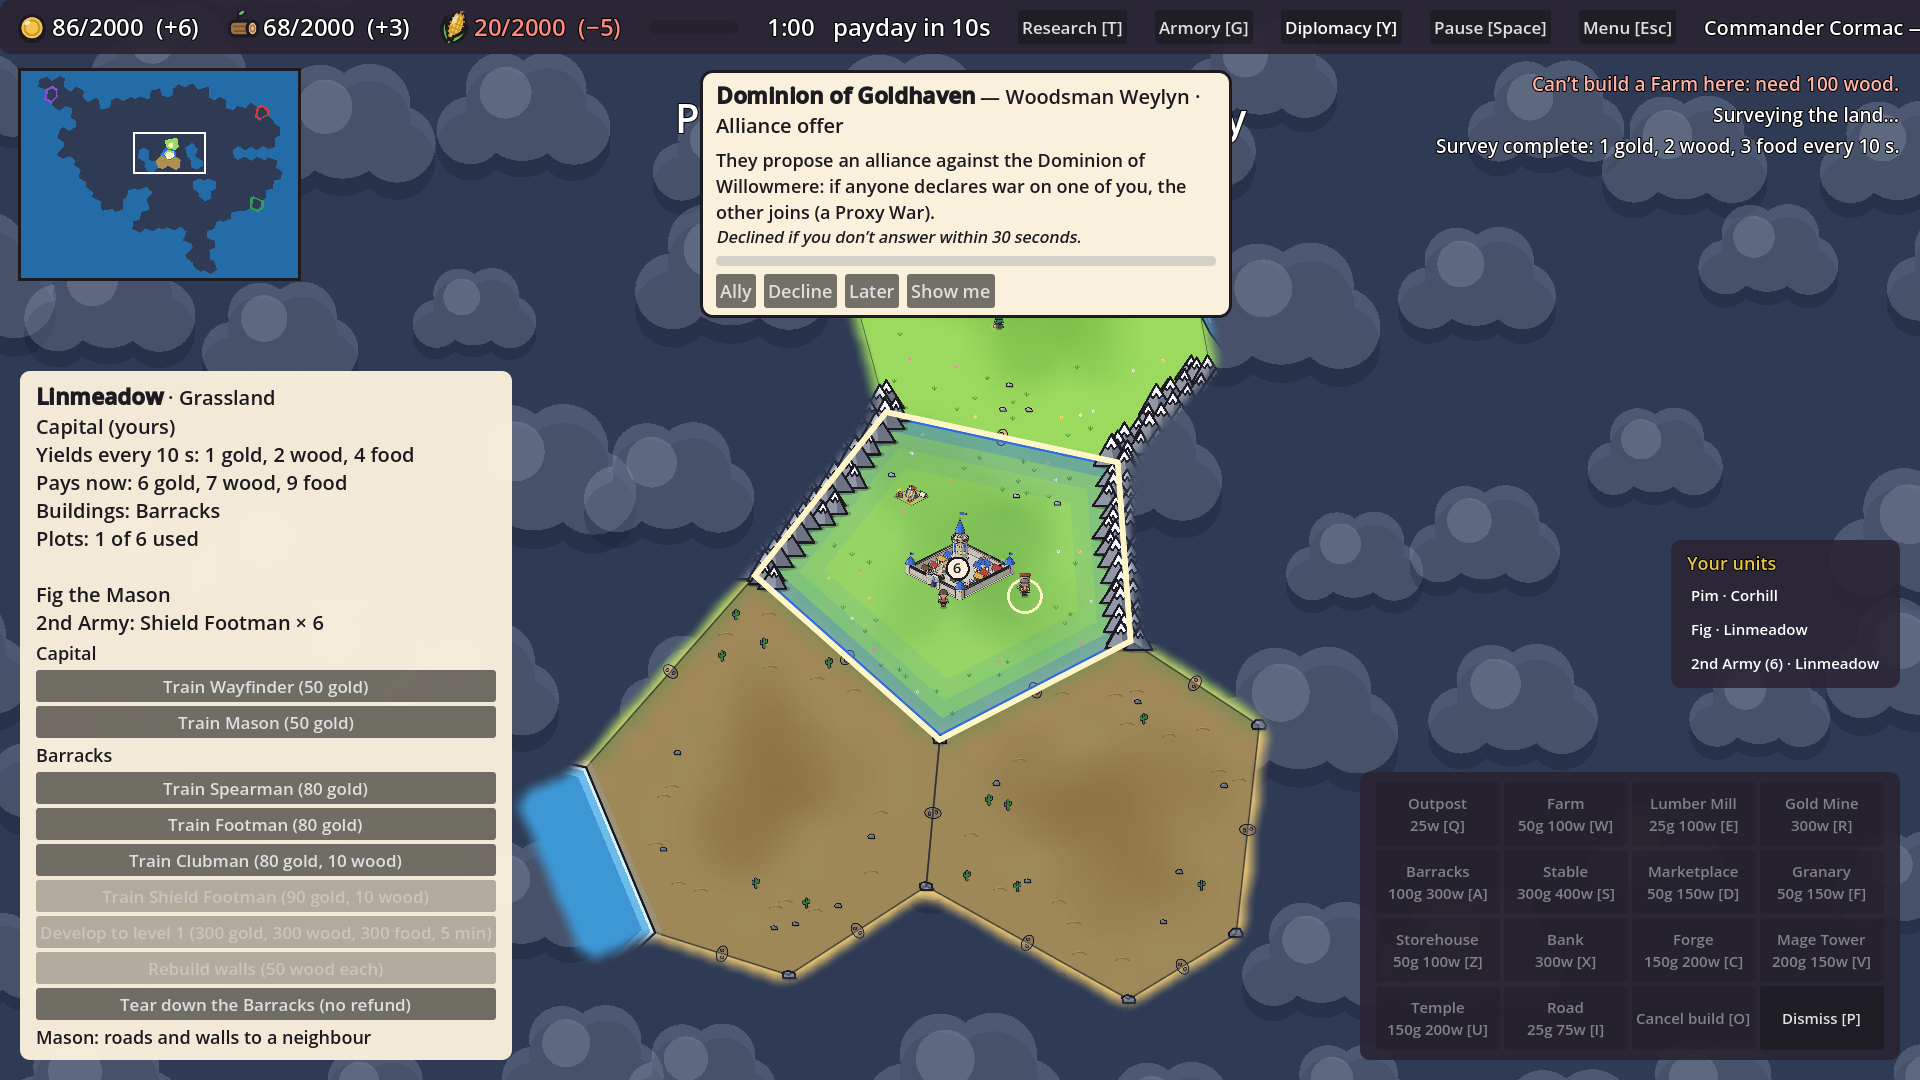 86/2000 (+6) 68/2000 (+3) 20/2000 (−5) 1:00 payday in 10s Research [T] Armory [G] Diplomacy [Y] Pause [Space] Menu [Esc] Commander Cormac —
Can't build a Farm here: need 100 wood.
Surveying the land...
Survey complete: 1 gold, 2 wood, 3 food every 10 s.
Dominion of Goldhaven — Woodsman Weylyn ·
Alliance offer
They propose an alliance against the Dominion of
Willowmere: if anyone declares war on one of you, the
other joins (a Proxy War).
Declined if you don't answer within 30 seconds.
Ally Decline Later Show me
Linmeadow · Grassland
Capital (yours)
Yields every 10 s: 1 gold, 2 wood, 4 food
Pays now: 6 gold, 7 wood, 9 food
Buildings: Barracks
Plots: 1 of 6 used
Fig the Mason
2nd Army: Shield Footman × 6
Capital
Train Wayfinder (50 gold)
Train Mason (50 gold)
Barracks
Train Spearman (80 gold)
Train Footman (80 gold)
Train Clubman (80 gold, 10 wood)
Train Shield Footman (90 gold, 10 wood)
Develop to level 1 (300 gold, 300 wood, 300 food, 5 min)
Rebuild walls (50 wood each)
Tear down the Barracks (no refund)
Mason: roads and walls to a neighbour
6
Your units
Pim · Corhill
Fig · Linmeadow
2nd Army (6) · Linmeadow
Outpost Farm Lumber Mill Gold Mine
25w [Q] 50g 100w [W] 25g 100w [E] 300w [R]
Barracks Stable Marketplace Granary
100g 300w [A] 300g 400w [S] 50g 150w [D] 50g 150w [F]
Storehouse Bank Forge Mage Tower
50g 100w [Z] 300w [X] 150g 200w [C] 200g 150w [V]
Temple Road Cancel build [O] Dismiss [P]
150g 200w [U] 25g 75w [I]